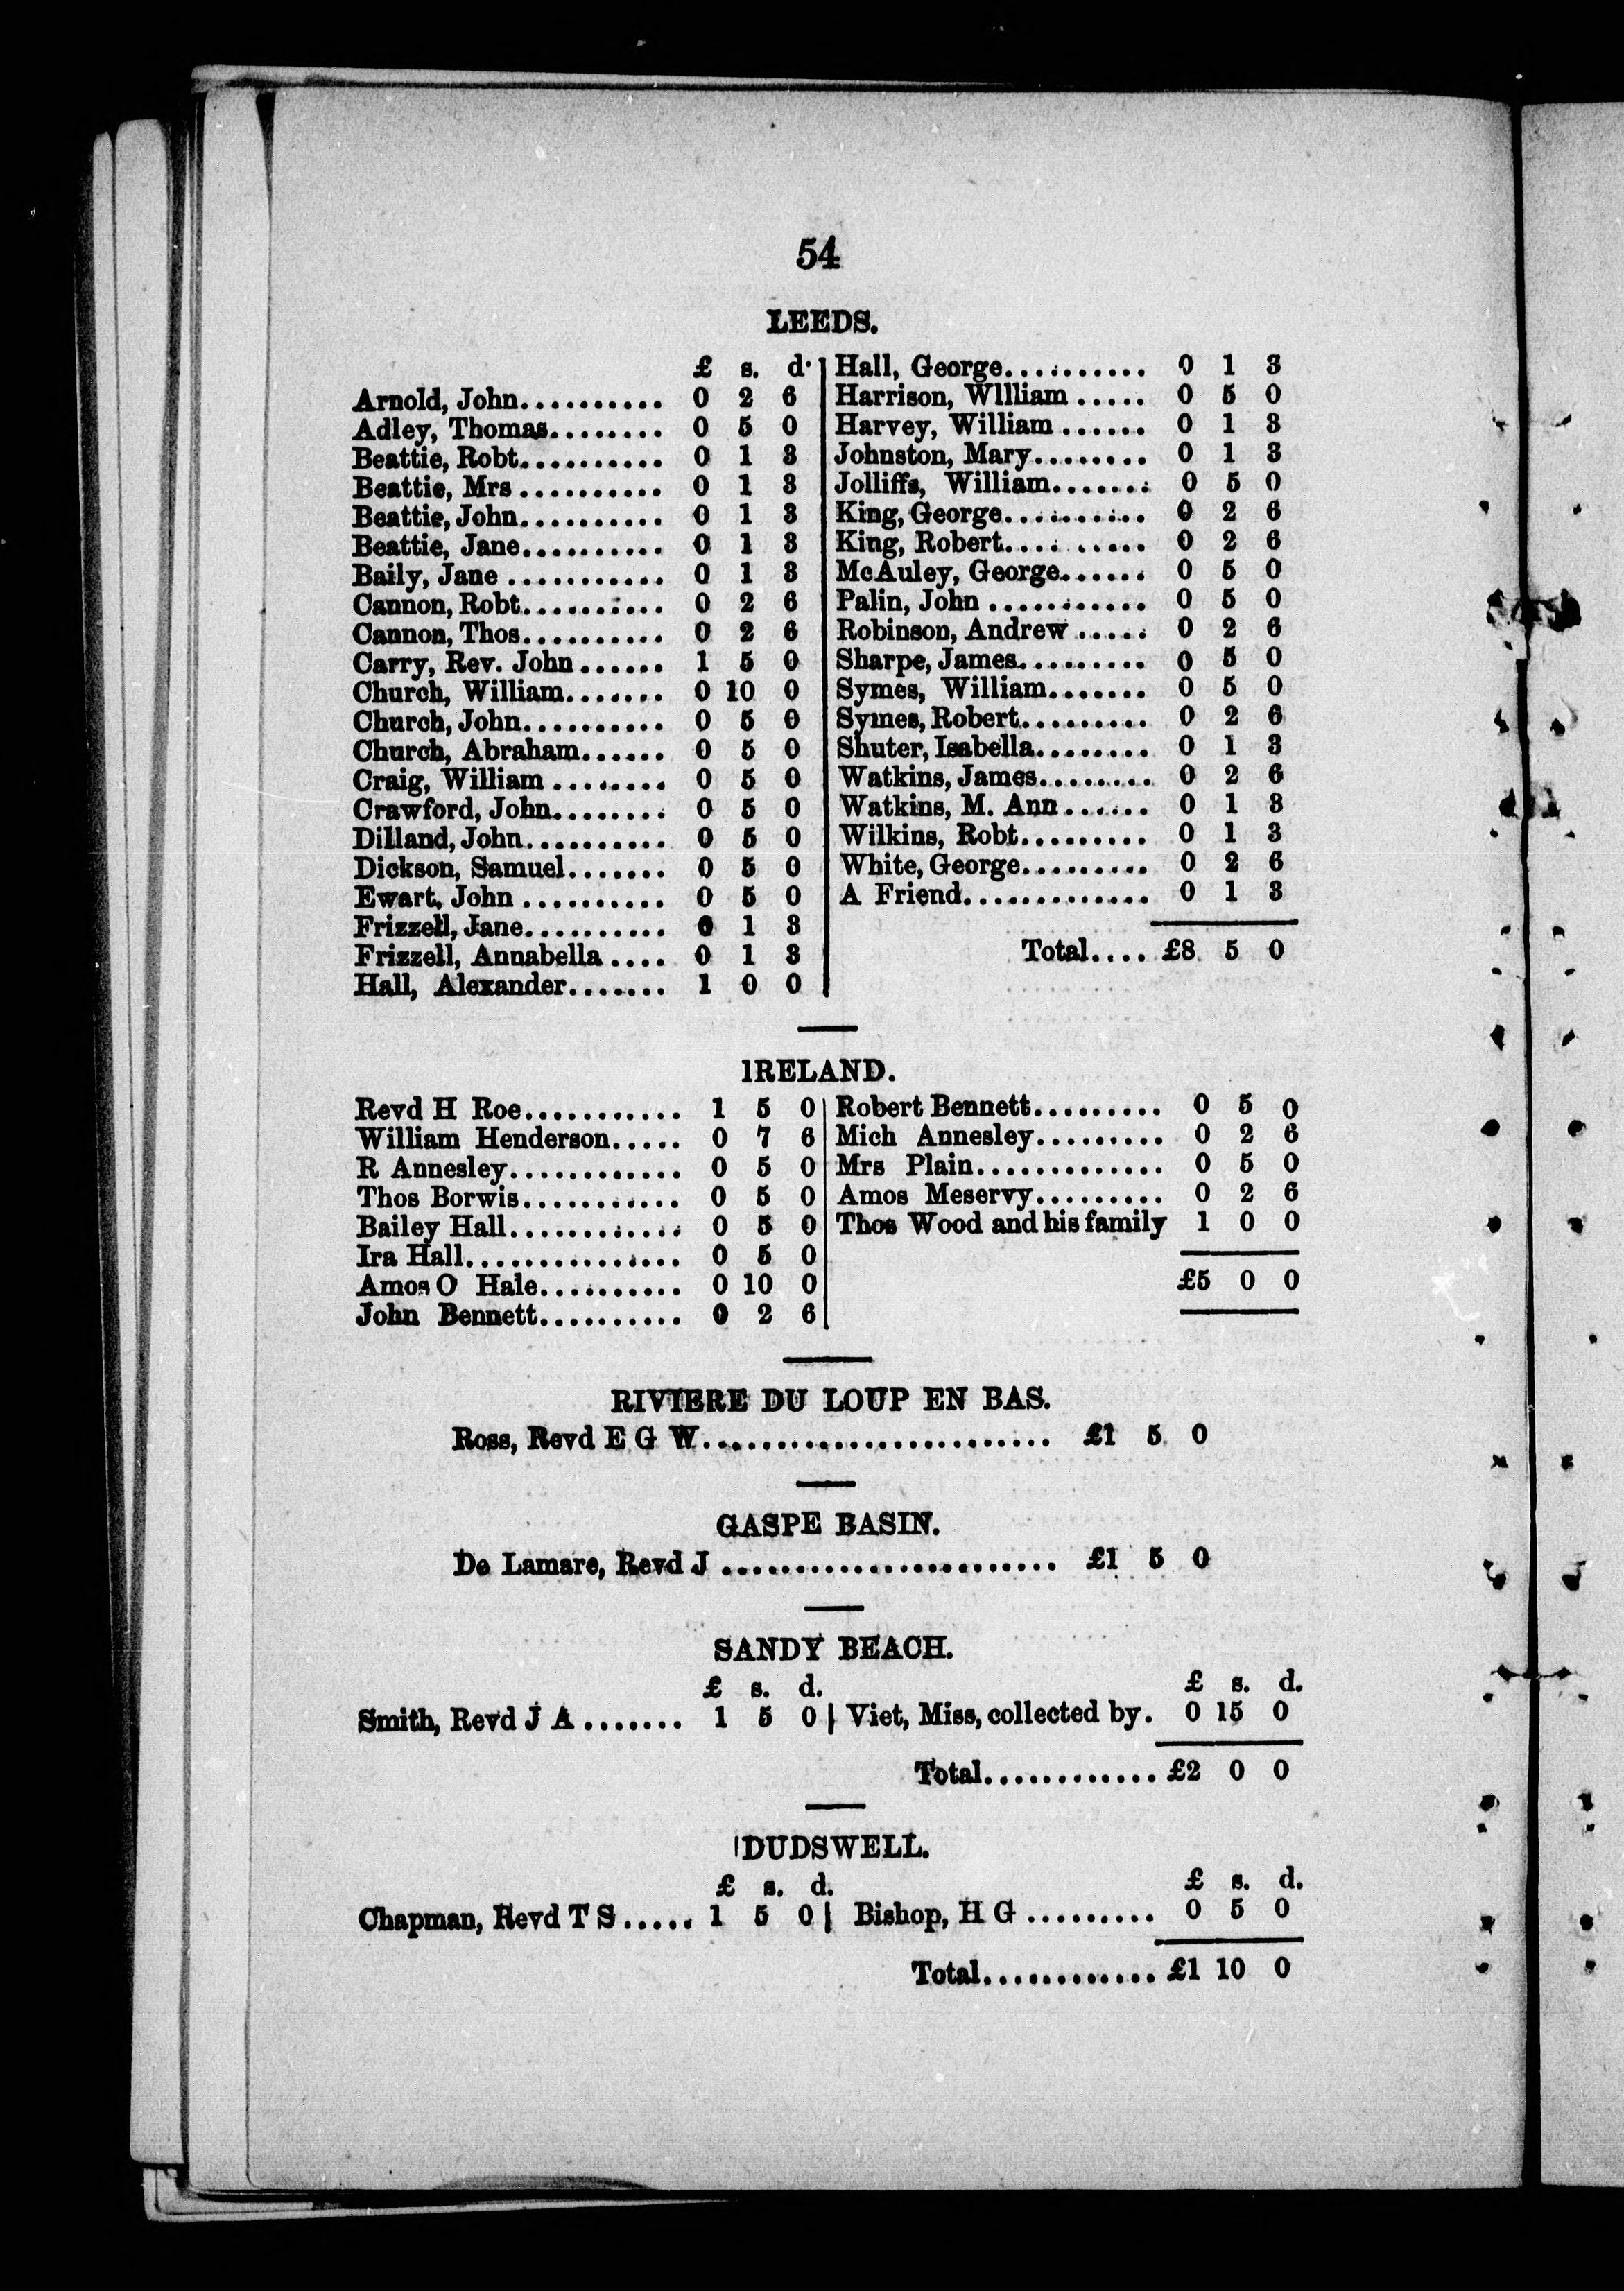 54
LEEDS.
£ s. d.
Arnold, John.......... 0 2 6
Adley, Thomas........ 0 5 0
Beattie, Robt.......... 0 1 3
Beattie, Mrs .......... 0 1 3
Beattie, John.......... 0 1 3
Beattie, Jane.......... 0 1 3
Baily, Jane ........... 0 1 3
Cannon, Robt.......... 0 2 6
Cannon, Thos.......... 0 2 6
Carry, Rev. John...... 1 5 0
Church, William....... 0 10 0
Church, John.......... 0 5 0
Church, Abraham...... 0 5 0
Craig, William ........ 0 5 0
Crawford, John........ 0 5 0
Dilland, John.......... 0 5 0
Dickson, Samuel....... 0 5 0
Ewart, John .......... 0 5 0
Frizzell, Jane.......... 0 1 3
Frizzell, Annabella.... 0 1 3
Hall, Alexander....... 1 0 0
Hall, George.......... 0 1 3
Harrison, WIlliam ..... 0 5 0
Harvey, William...... 0 1 3
Johnston, Mary........ 0 1 3
Jolliffs, William....... 0 5 0
King, George.......... 0 2 6
King, Robert......... 0 2 6
McAuley, George...... 0 5 0
Palin, John ........... 0 5 0
Robinson, Andrew..... 0 2 6
Sharpe, James......... 0 5 0
Symes, William....... 0 5 0
Symes, Robert......... 0 2 6
Shuter, Isabella........ 0 1 3
Watkins, James........ 0 2 6
Watkins, M. Ann...... 0 1 3
Wilkins, Robt......... 0 1 3
White, George......... 0 2 6
A Friend............. 0 1 3
Total.... £8 5 0
IRELAND.
Revd H Roe............ 1 5 0
William Henderson..... 0 7 6
R Annesley............ 0 5 0
Thos Borwis........... 0 5 0
Bailey Hall............ 0 5 0
Ira Hall............... 0 5 0
Amos O Hale.......... 0 10 0
John Bennett.......... 0 2 6
Robert Bennett......... 0 5 0
Mich Annesley......... 0 2 6
Mrs Plain............. 0 5 0
Amos Meservy......... 0 2 6
Thos Wood and his family 1 0 0
£5 0 0
RIVIERE DU LOUP EN BAS.
Ross, Revd E G W........................ £1 5 0
GASPE BASIN.
De Lamare, Revd J ....................... £1 5 0
SANDY BEACH.
£ s. d.
Smith, Revd J A ....... 1 5 0
£ s. d.
Viet, Miss, collected by. 0 15 0
Total............ £2 0 0
DUDSWELL.
£ s. d.
Chapman, Revd T S..... 1 5 0
£ s. d.
Bishop, H G ......... 0 5 0
Total............ £1 10 0